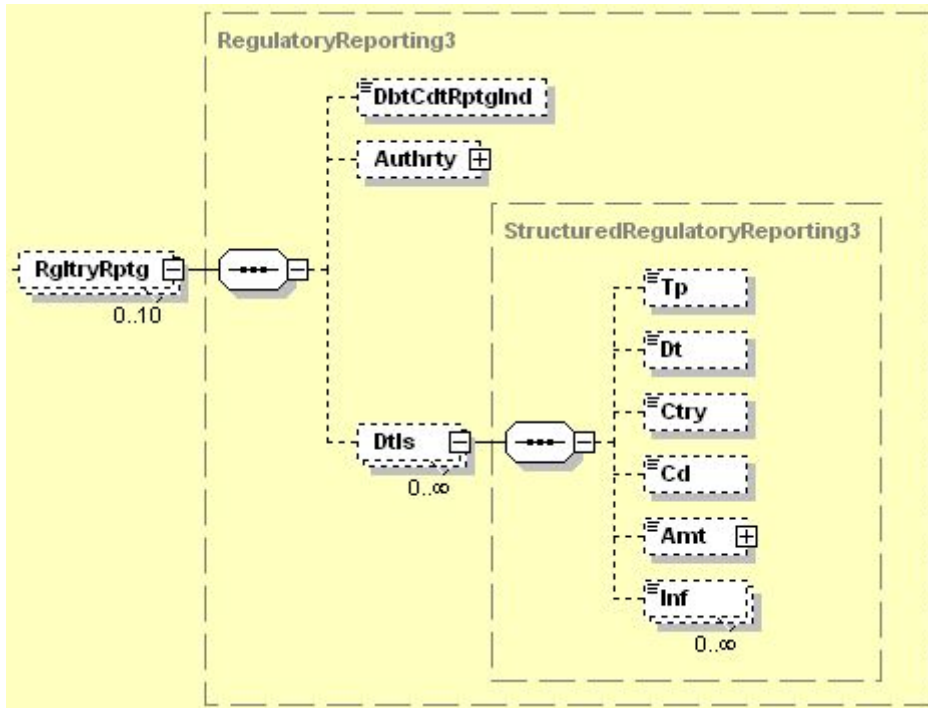 RegulatoryReporting3
DbtCdtRptgInd
Authrty
StructuredRegulatoryReporting3
RgltryRptg
0..10
Tp
Dt
Ctry
Dtls
0..∞
Cd
Amt
Inf
0..∞